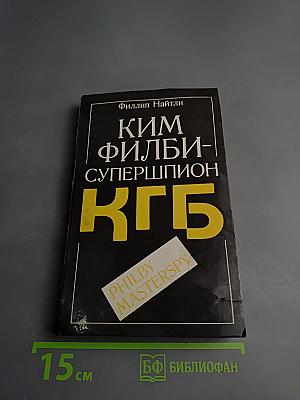 Филлип Найтли
КИМ
ФИЛБИ-
СУПЕРШПИОН
КГБ
PHILBY
MASTERSPY
15 см
БФ БИБЛИОФАН